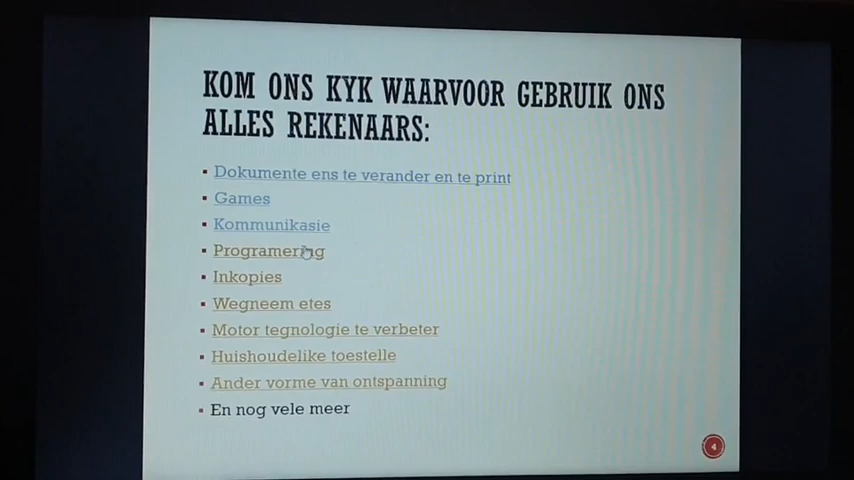 KOM ONS KYK WAARVOOR GEBRUIK ONS
ALLES REKENAARS:
Dokumente ens te verander en te print
Games
Kommunikasie
Programering
Inkopies
Wegneem etes
Motor tegnologie te verbeter
Huishoudelike toestelle
Ander vorme van ontspanning
En nog vele meer
4